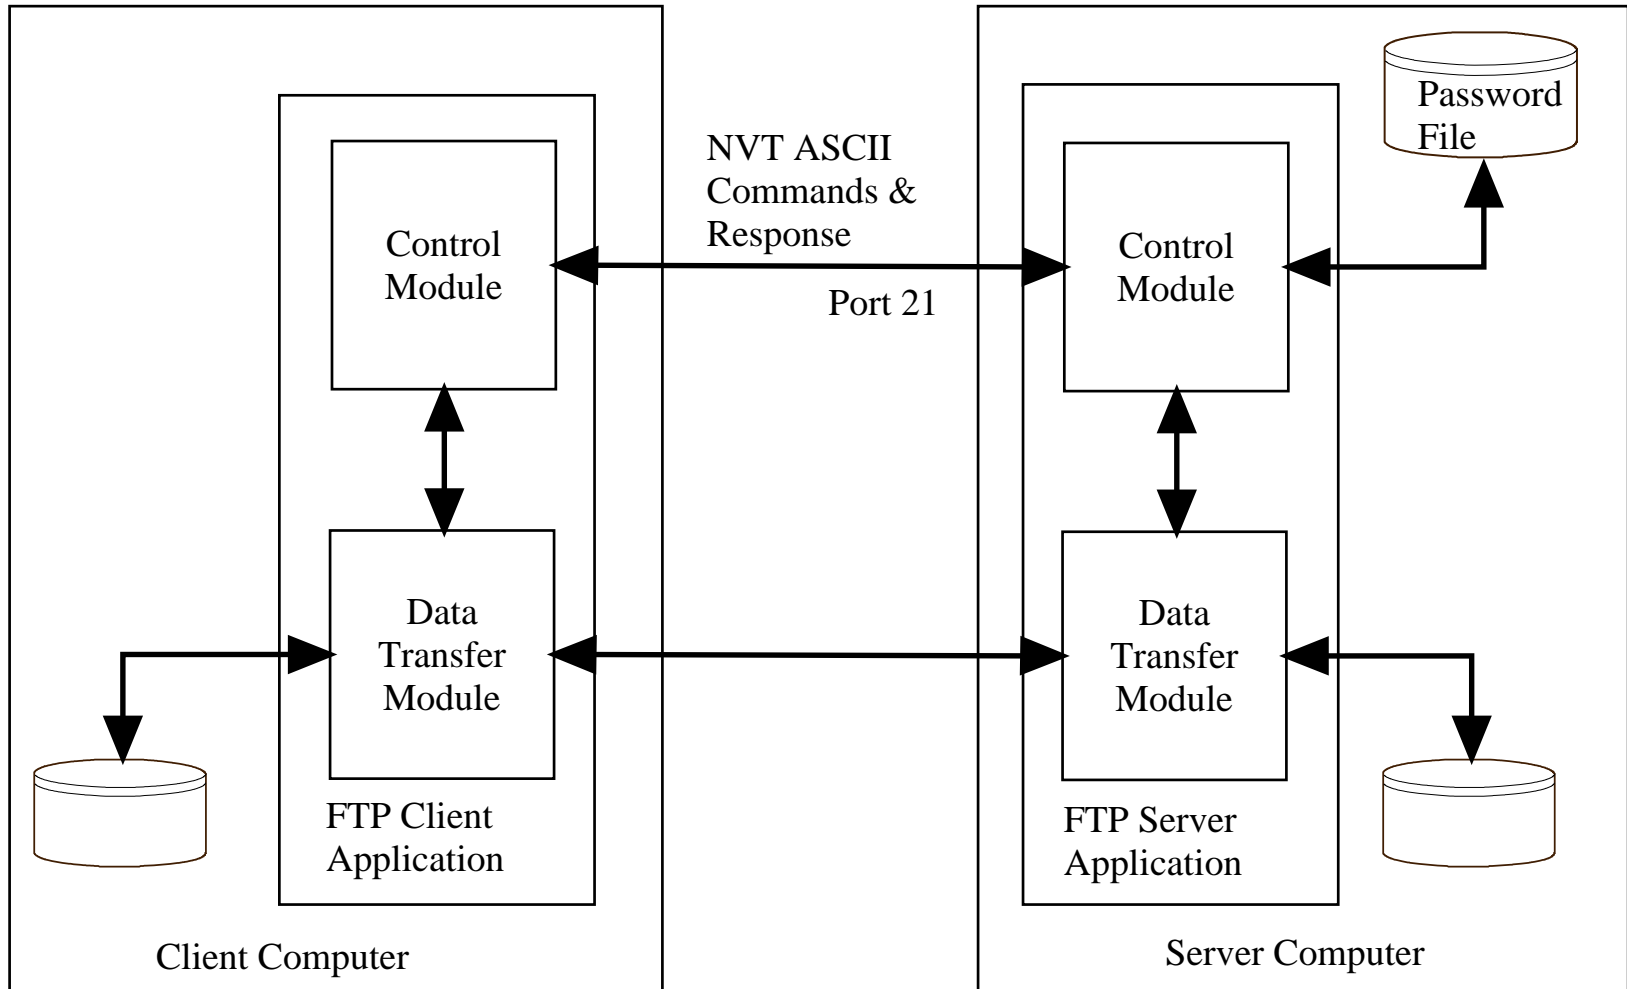 Password
File
NVT ASCII
Commands &
Response
Control
Module
Control
Module
Port 21
Data
Transfer
Module
Data
Transfer
Module
FTP Client
Application
FTP Server
Application
Client Computer
Server Computer